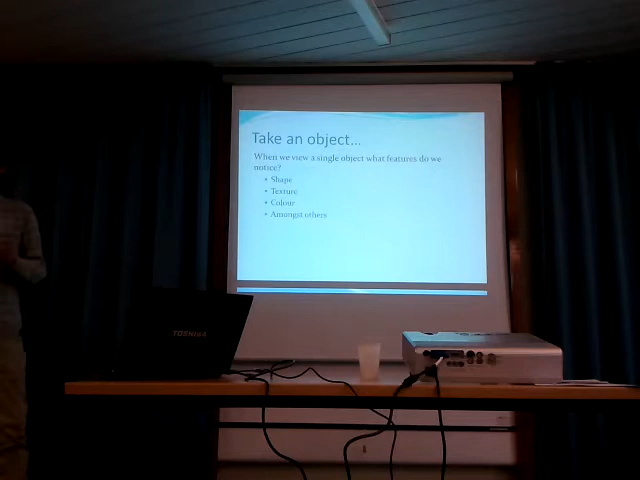 Take an object...
When we view a single object what features do we
notice?
• Shape
• Texture
• Colour
• Amongst others
TOSHIBA